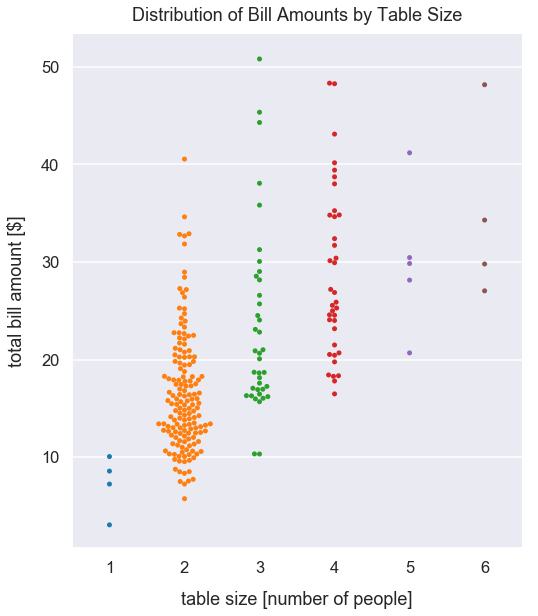 Distribution of Bill Amounts by Table Size
total bill amount [$]
50
40
30
20
10
1 2 3 4 5 6
table size [number of people]